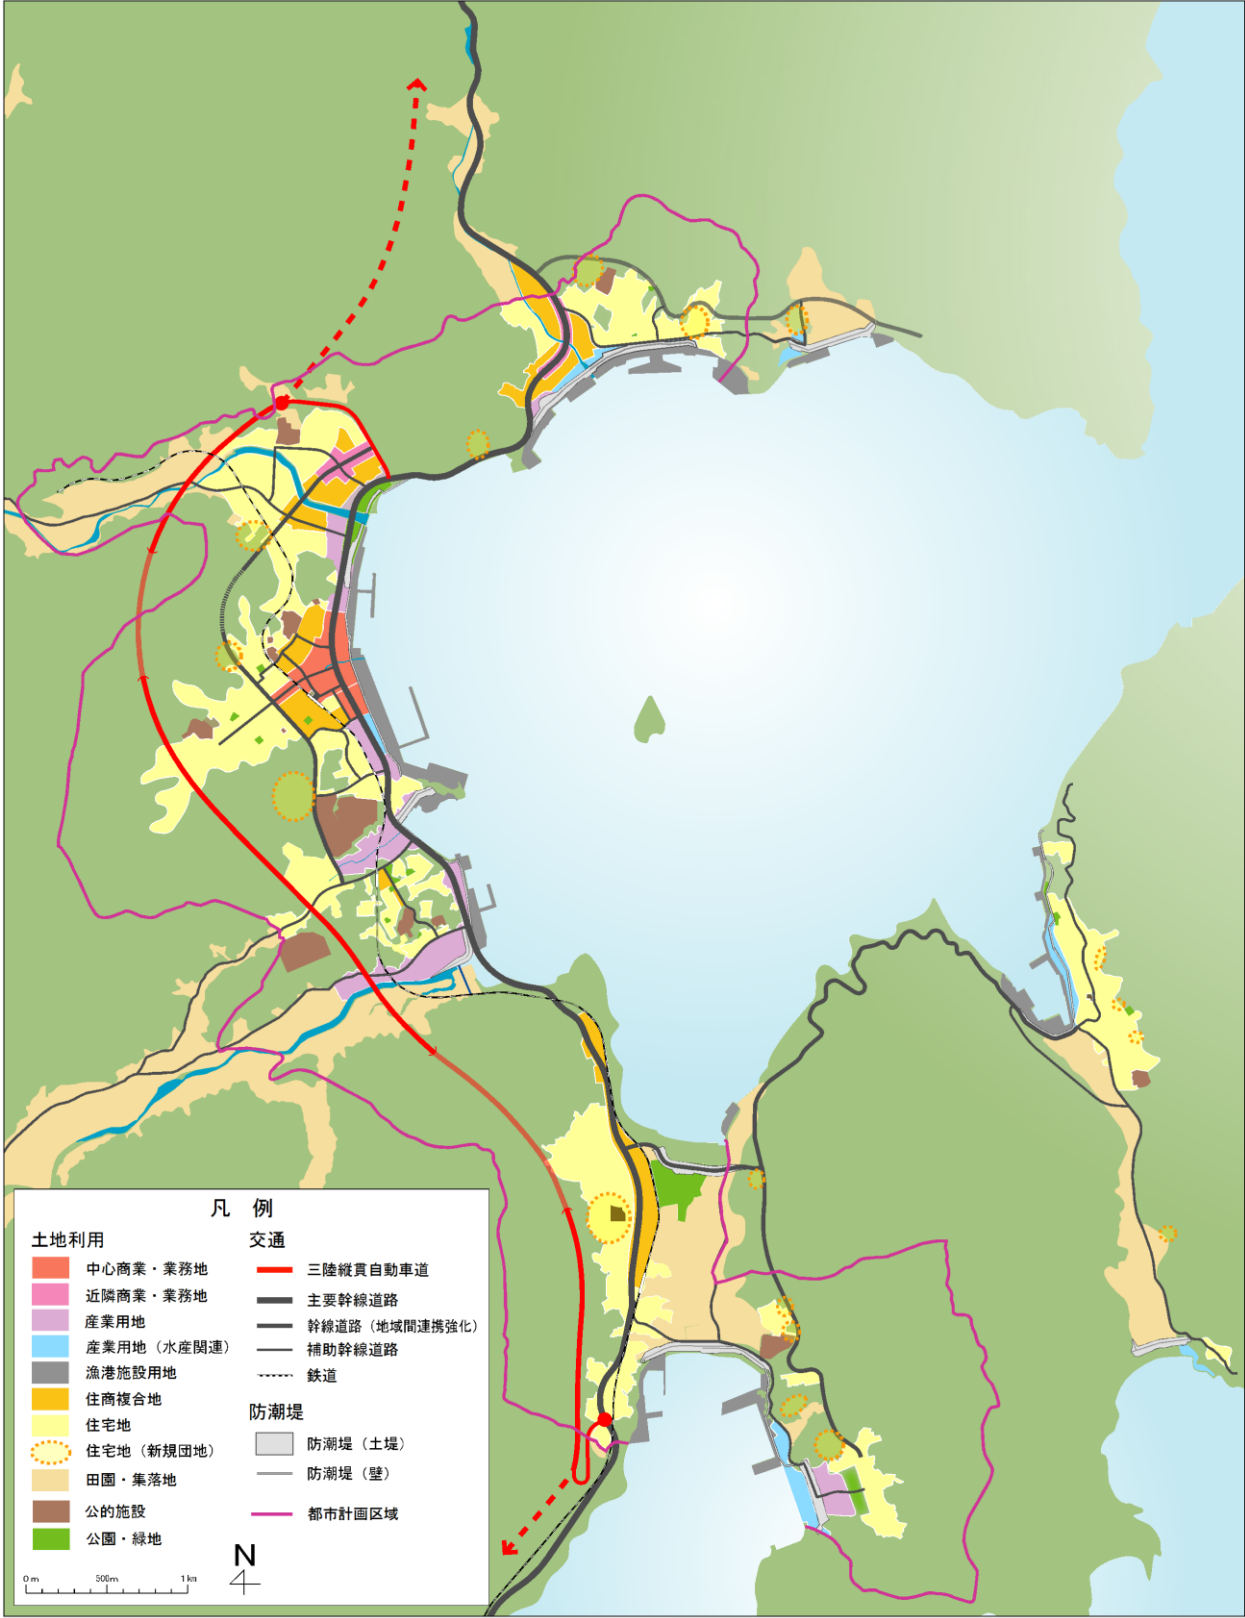 凡 例
土地利用
中心商業・業務地
近隣商業・業務地
産業用地
産業用地（水産関連）
漁港施設用地
住商複合地
住宅地
住宅地（新規団地）
田園・集落地
公的施設
公園・緑地
交通
三陸縦貫自動車道
主要幹線道路
幹線道路（地域間連携強化）
補助幹線道路
鉄道
防潮堤
防潮堤（土堤）
防潮堤（壁）
都市計画区域
N
0m 500m 1km